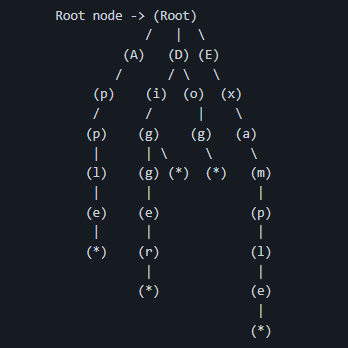 Root node -> (Root)
/ | \
(A) (D) (E)
/ / \ \
(p) (i) (o) (x)
/ / | \
(p) (g) (g) (a)
| | \ \ \
(l) (g) (*) (*) (m)
| | |
(e) (e) (p)
| | |
(*) (r) (l)
| |
(*) (e)
|
(*)